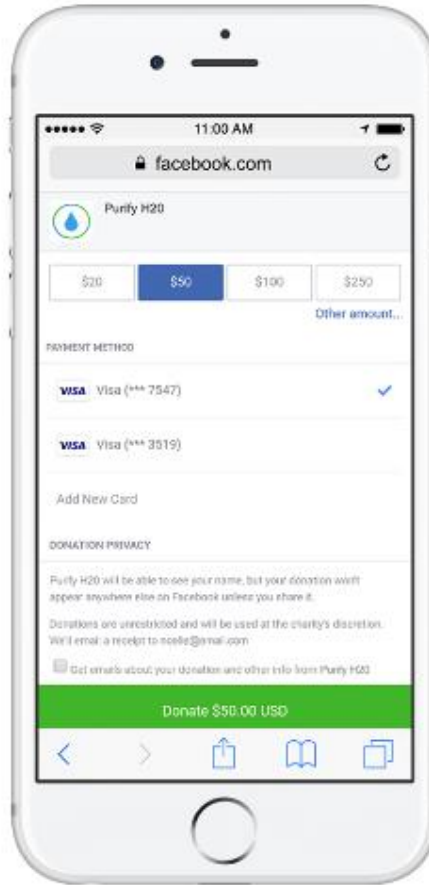 11:00 AM
facebook.com
Purify H20
$20 $50 $100 $250
Other amount...
PAYMENT METHOD
VISA Visa (*** 7547)
VISA Visa (*** 3519)
Add New Card
DONATION PRIVACY
Purify H20 will be able to see your name, but your donation won't
appear anywhere else on Facebook unless you share it.
Donations are unrestricted and will be used at the charity's discretion.
We'll email a receipt to
Get emails about your donation and other info from Purify H20
Donate $50.00 USD